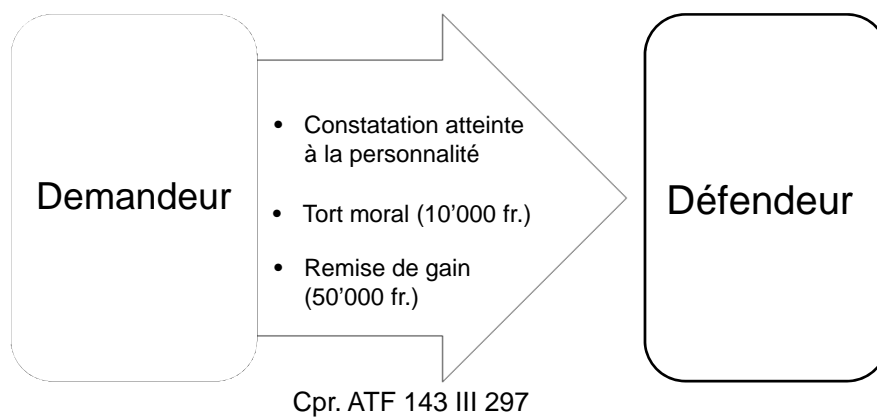 Demandeur
• Constatation atteinte
à la personnalité
• Tort moral (10’000 fr.)
• Remise de gain
(50’000 fr.)
Défendeur
Cpr. ATF 143 III 297